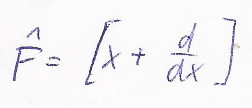 F̂ = [x + d/dx]